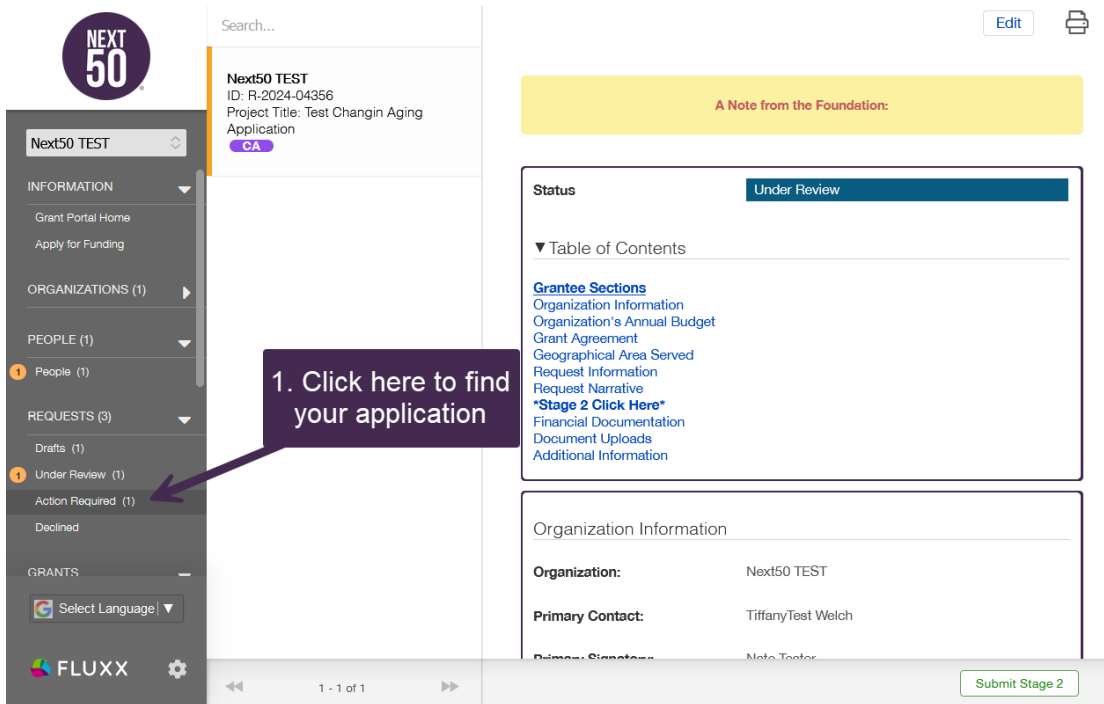 NEXT
50
Next50 TEST
INFORMATION
Grant Portal Home
Apply for Funding
ORGANIZATIONS (1)
PEOPLE (1)
1 People (1)
REQUESTS (3)
Drafts (1)
1 Under Review (1)
Action Required (1)
Declined
GRANTS
Select Language
FLUXX
Search...
Next50 TEST
ID: R-2024-04356
Project Title: Test Changin Aging
Application
CA
1 - 1 of 1
1. Click here to find
your application
Edit
A Note from the Foundation:
Status Under Review
Table of Contents
Grantee Sections
Organization Information
Organization's Annual Budget
Grant Agreement
Geographical Area Served
Request Information
Request Narrative
*Stage 2 Click Here*
Financial Documentation
Document Uploads
Additional Information
Organization Information
Organization: Next50 TEST
Primary Contact: TiffanyTest Welch
Primary Signatory: Nate Tester
Submit Stage 2